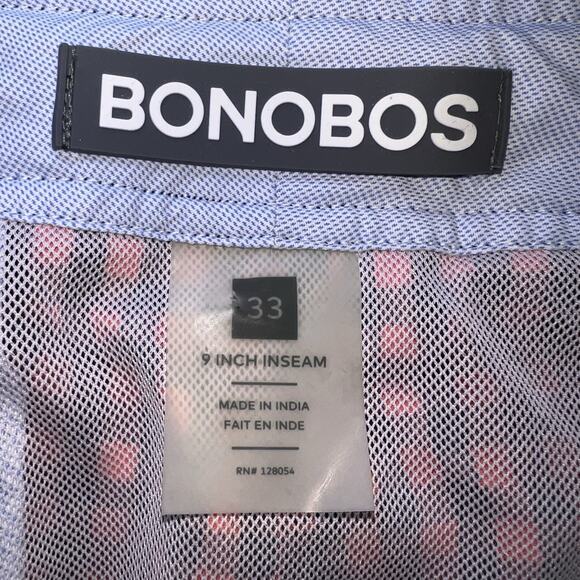 BONOBOS
33
9 INCH INSEAM
MADE IN INDIA
FAIT EN INDE
RN# 128054